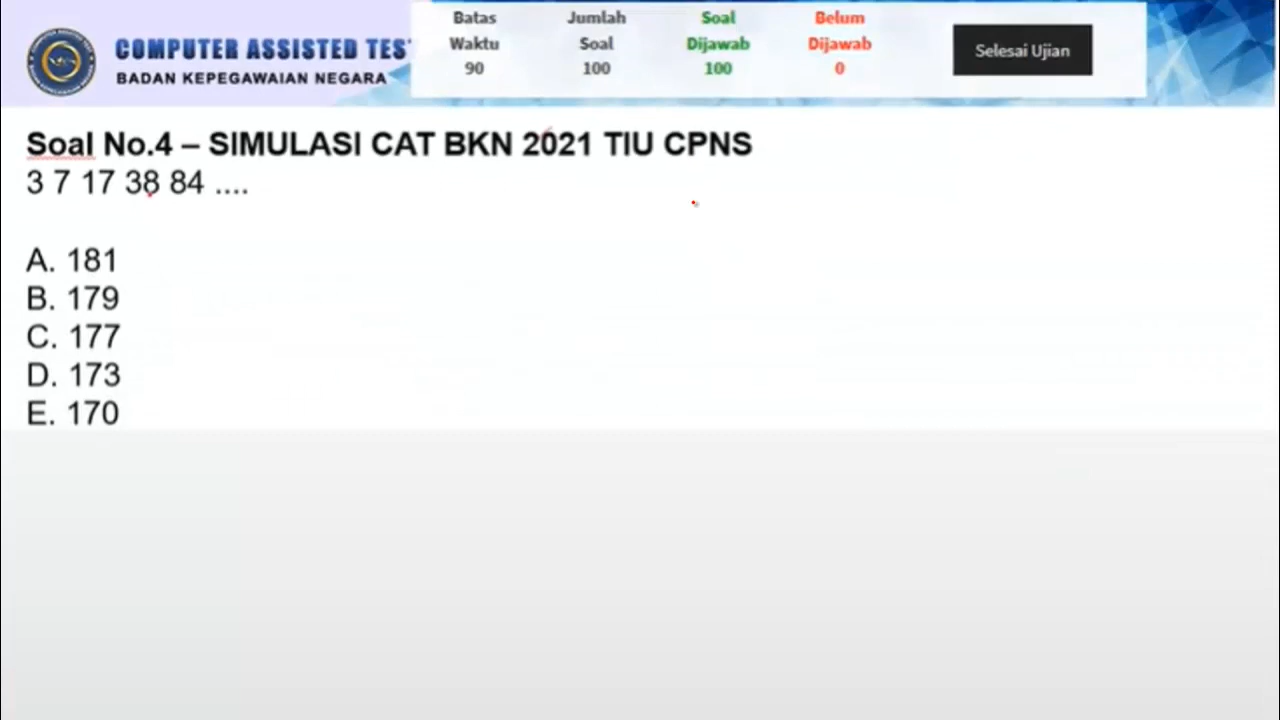 COMPUTER ASSISTED TES
BADAN KEPEGAWAIAN NEGARA
Batas
Waktu
90
Jumlah
Soal
100
Soal
Dijawab
100
Belum
Dijawab
0
Selesai Ujian
Soal No.4 – SIMULASI CAT BKN 2021 TIU CPNS
3 7 17 38 84 ....
A. 181
B. 179
C. 177
D. 173
E. 170